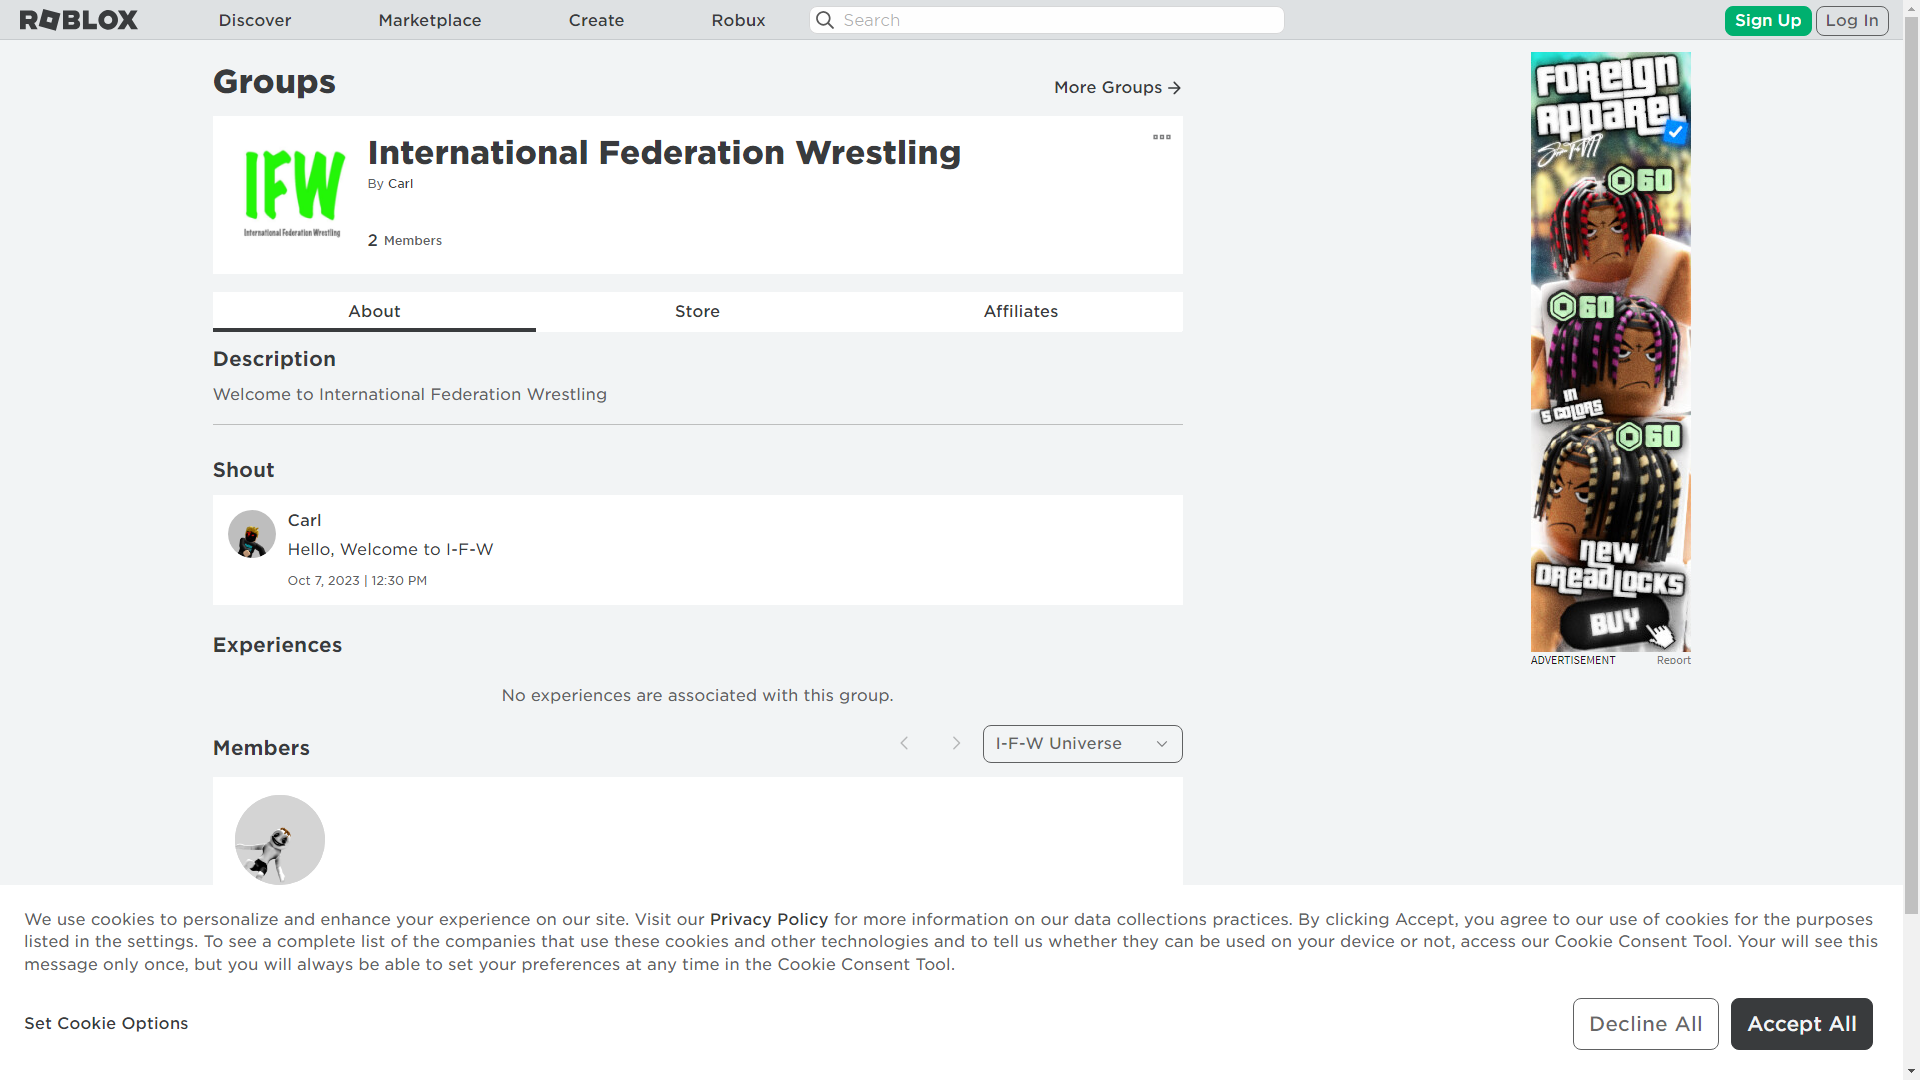 ROBLOX
Discover
Marketplace
Create
Robux
Search
Sign Up
Log In
Groups
More Groups
IFW
International Federation Wrestling
International Federation Wrestling
By Carl
2 Members
About
Store
Affiliates
Description
Welcome to International Federation Wrestling
Shout
Carl
Hello, Welcome to I-F-W
Oct 7, 2023 | 12:30 PM
Experiences
No experiences are associated with this group.
Members
I-F-W Universe
FOREIGN
APPAREL
60
60
IN
5 COLORS
60
NEW
DREADLOCKS
BUY
ADVERTISEMENT
Report
We use cookies to personalize and enhance your experience on our site. Visit our Privacy Policy for more information on our data collections practices. By clicking Accept, you agree to our use of cookies for the purposes
listed in the settings. To see a complete list of the companies that use these cookies and other technologies and to tell us whether they can be used on your device or not, access our Cookie Consent Tool. Your will see this
message only once, but you will always be able to set your preferences at any time in the Cookie Consent Tool.
Set Cookie Options
Decline All
Accept All